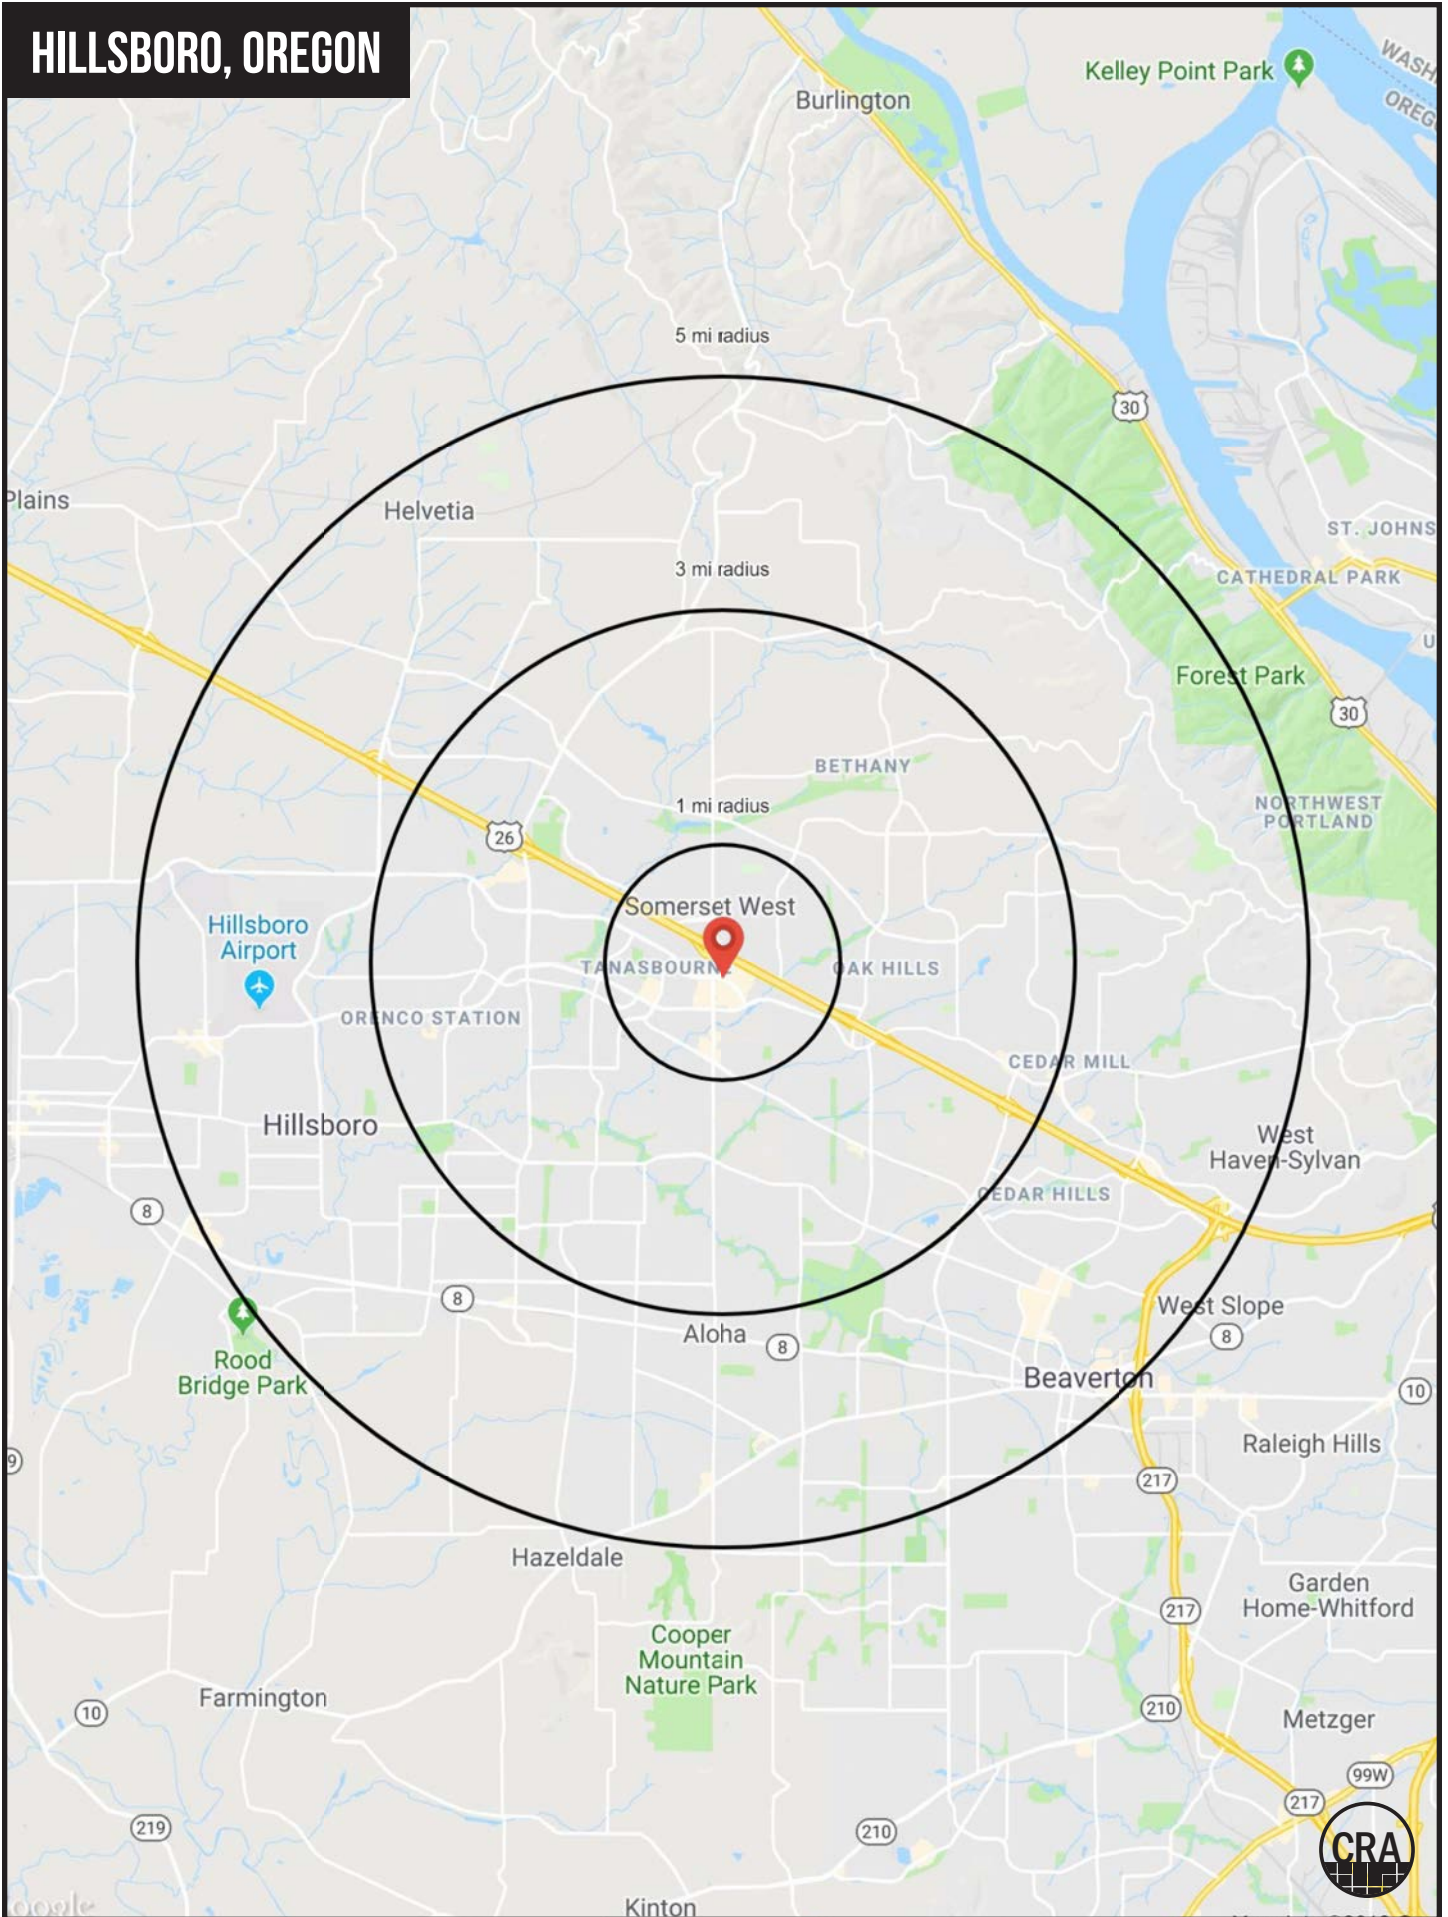 HILLSBORO, OREGON
Kelley Point Park
Burlington
OREG
5 mi radius
30
Plains
Helvetia
ST. JOHNS
3 mi radius
CATHEDRAL PARK
Forest Park
30
BETHANY
1 mi radius
NORTHWEST
PORTLAND
26
Somerset West
Hillsboro
Airport
TANASBOURNE
OAK HILLS
ORENCO STATION
CEDAR MILL
Hillsboro
West
Haven-Sylvan
CEDAR HILLS
8
8
West Slope
8
Aloha
8
Rood
Bridge Park
Beaverton
10
Raleigh Hills
9
217
Hazeldale
Garden
Home-Whitford
217
Cooper
Mountain
Nature Park
Farmington
10
210
Metzger
99W
217
219
210
CRA
Kinton